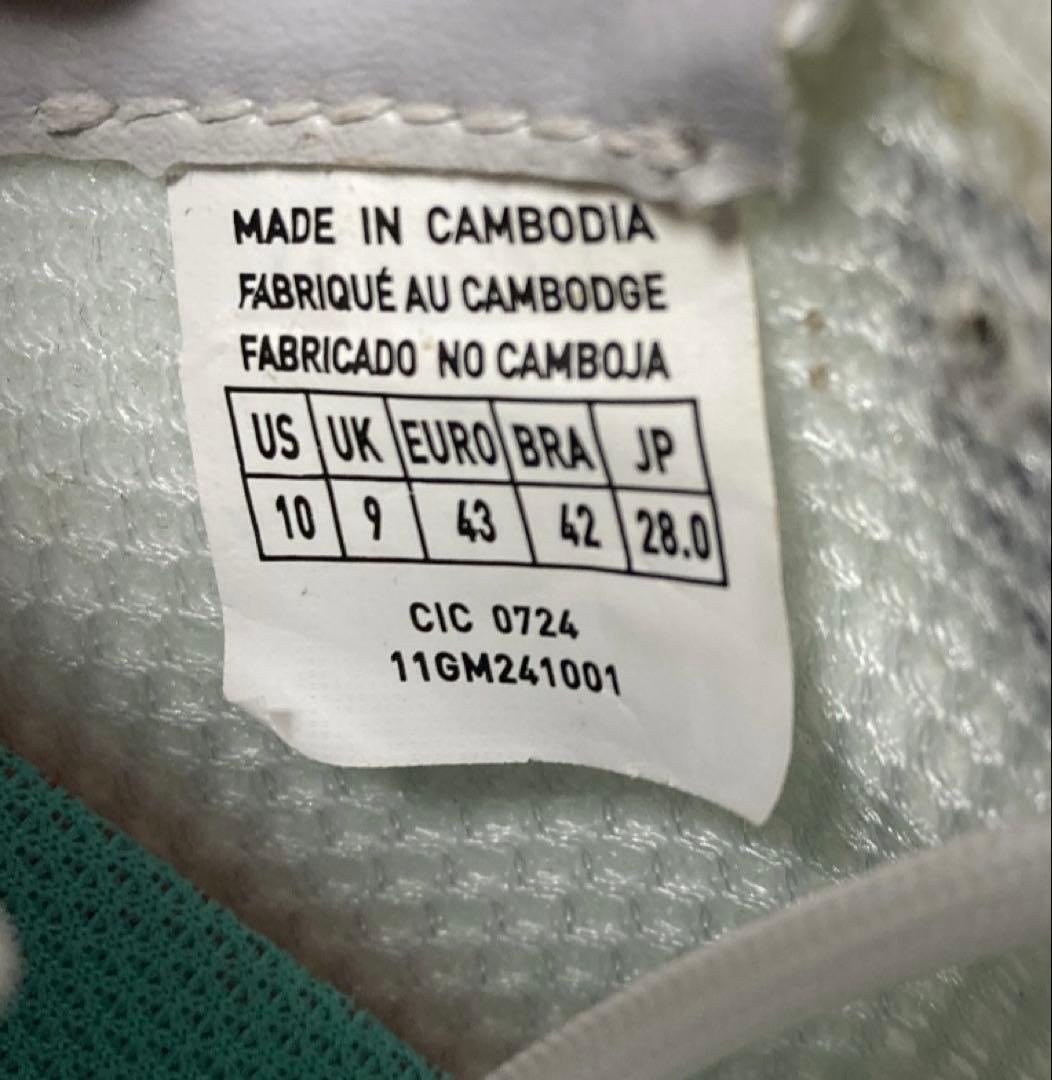 MADE IN CAMBODIA
FABRIQUÉ AU CAMBODGE
FABRICADO NO CAMBOJA
US UK EURO BRA JP
10 9 43 42 28.0
CIC 0724
11GM241001